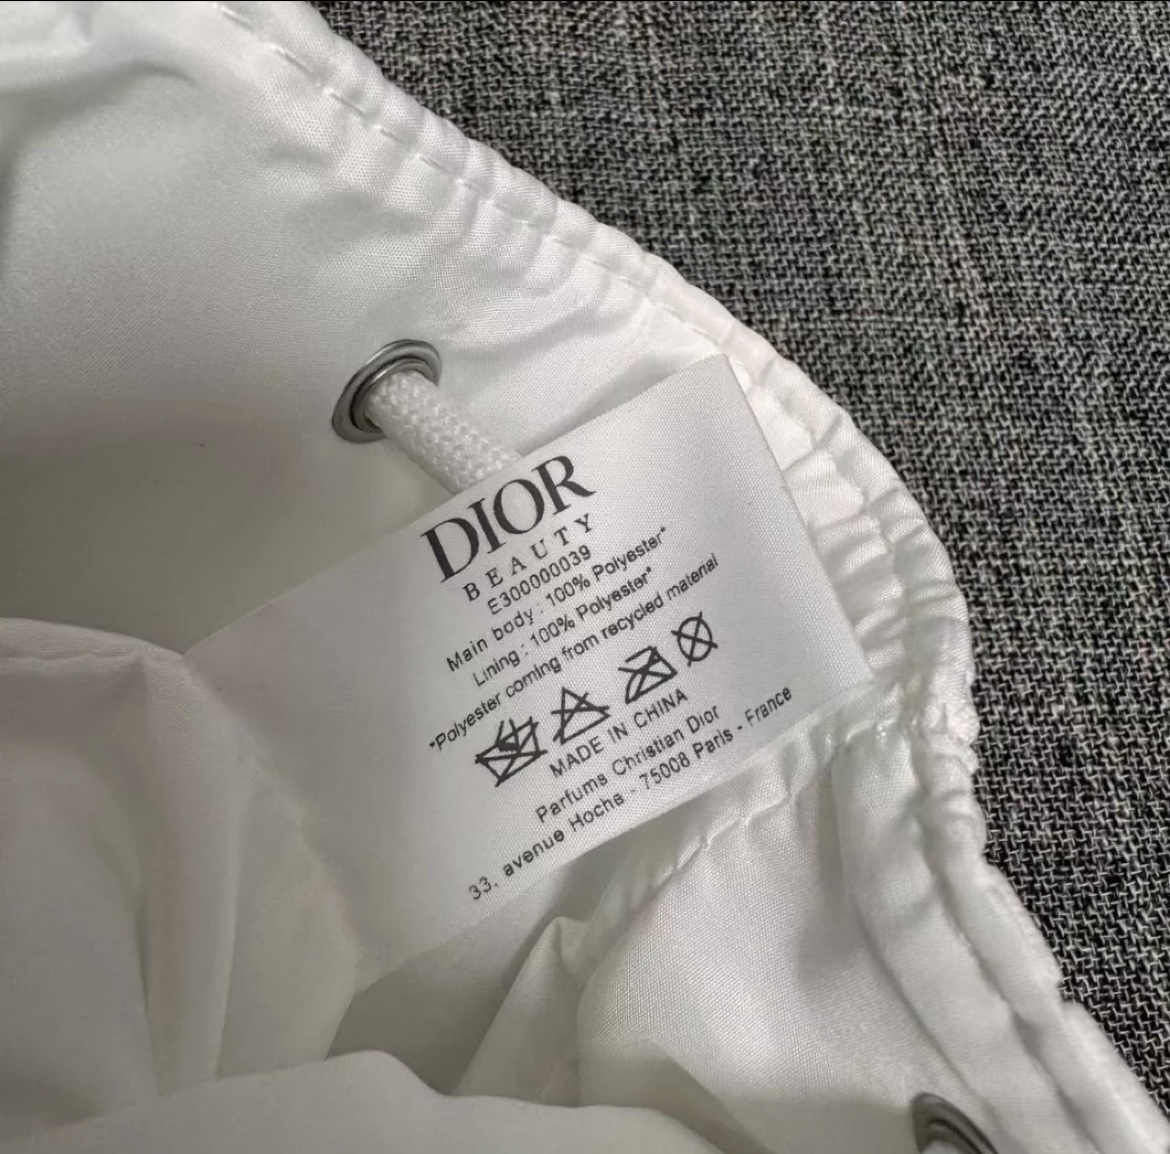 DIOR
BEAUTY
E300000039
Main body : 100% Polyester*
Lining : 100% Polyester*
*Polyester coming from recycled material
MADE IN CHINA
Parfums Christian Dior
33, avenue Hoche - 75008 Paris - France